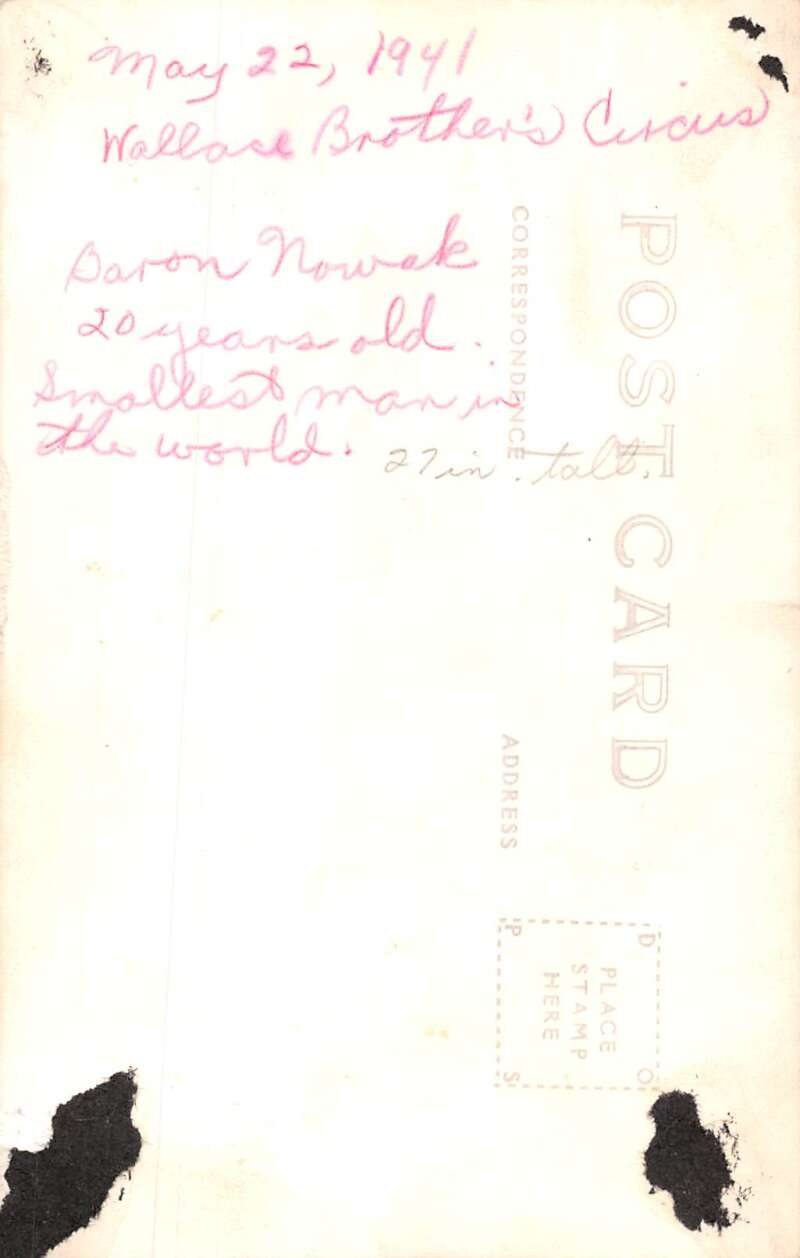 May 22, 1941
Wallace Brother's Circus
Baron Nowak
20 years old.
Smallest man in
the world. 27 in. tall.
POST CARD
CORRESPONDENCE
ADDRESS
D O
PLACE
STAMP
HERE
P S